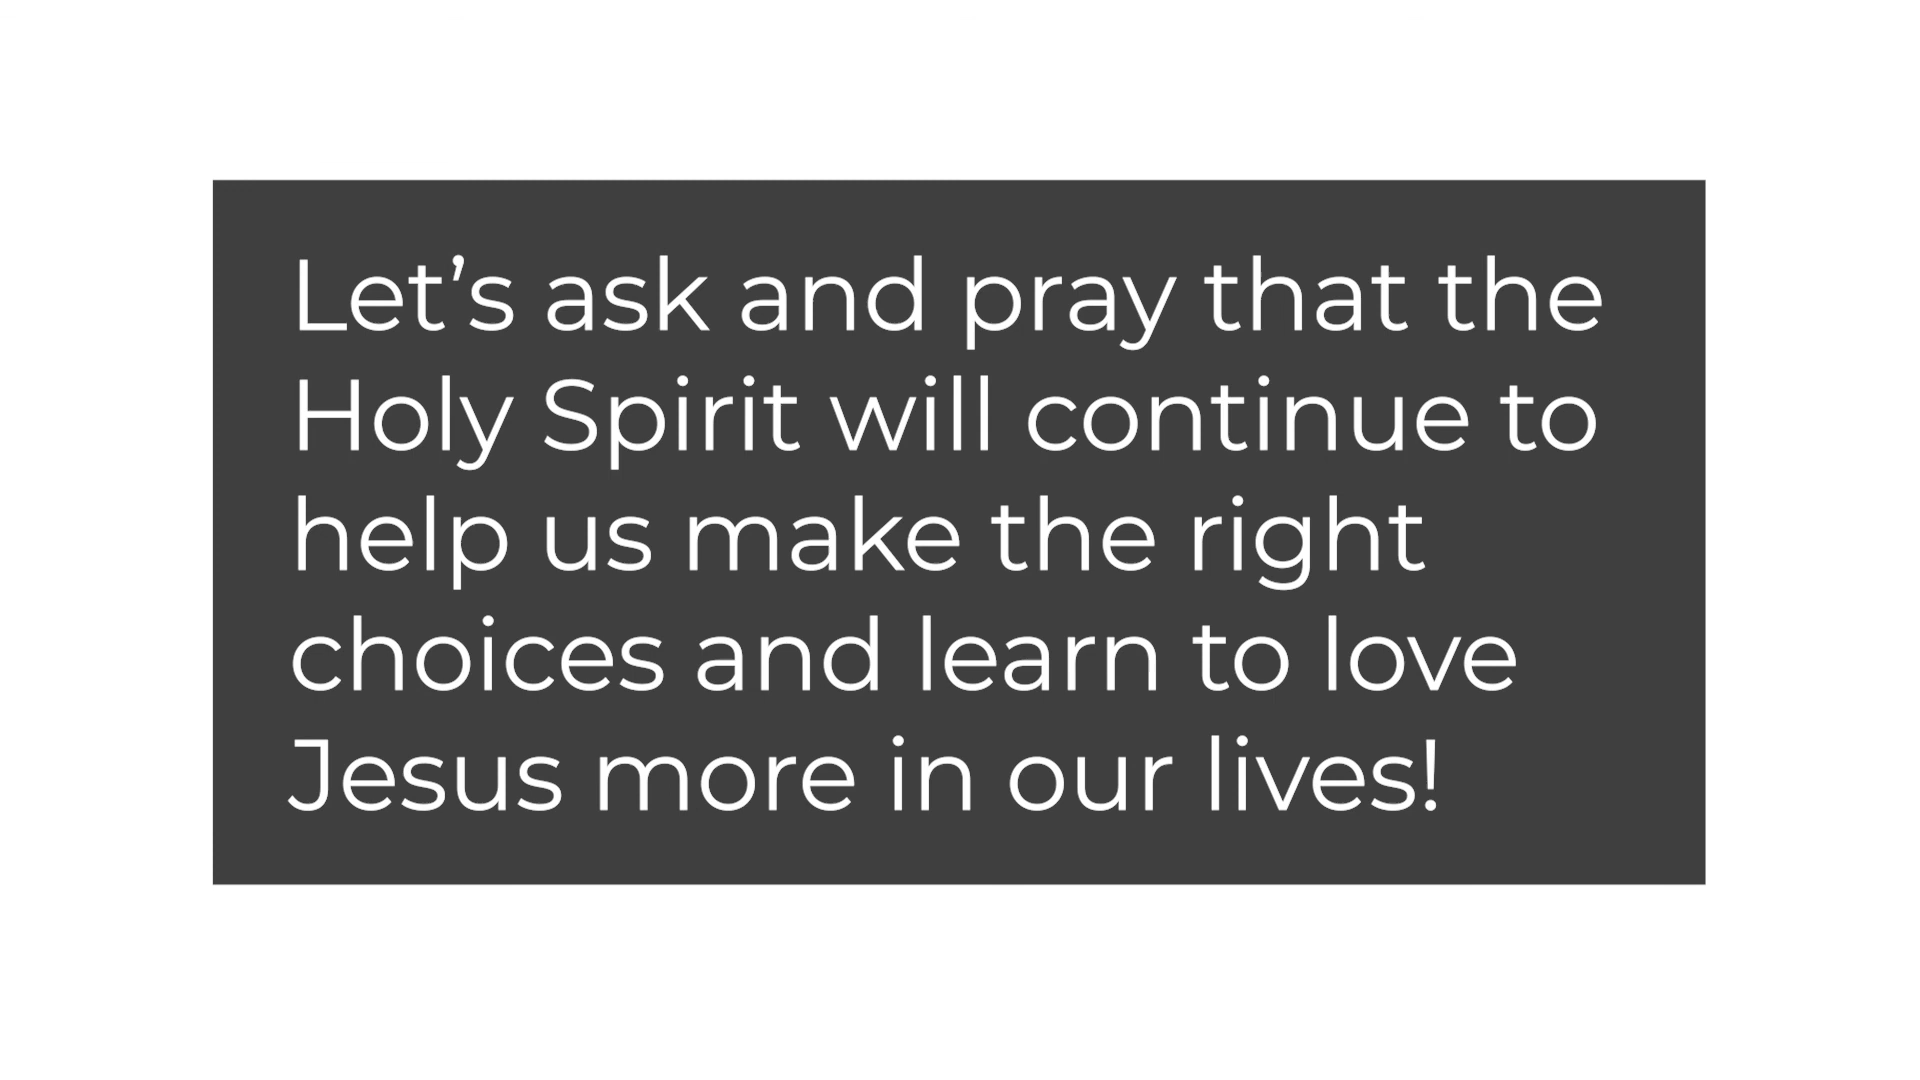 Let’s ask and pray that the
Holy Spirit will continue to
help us make the right
choices and learn to love
Jesus more in our lives!